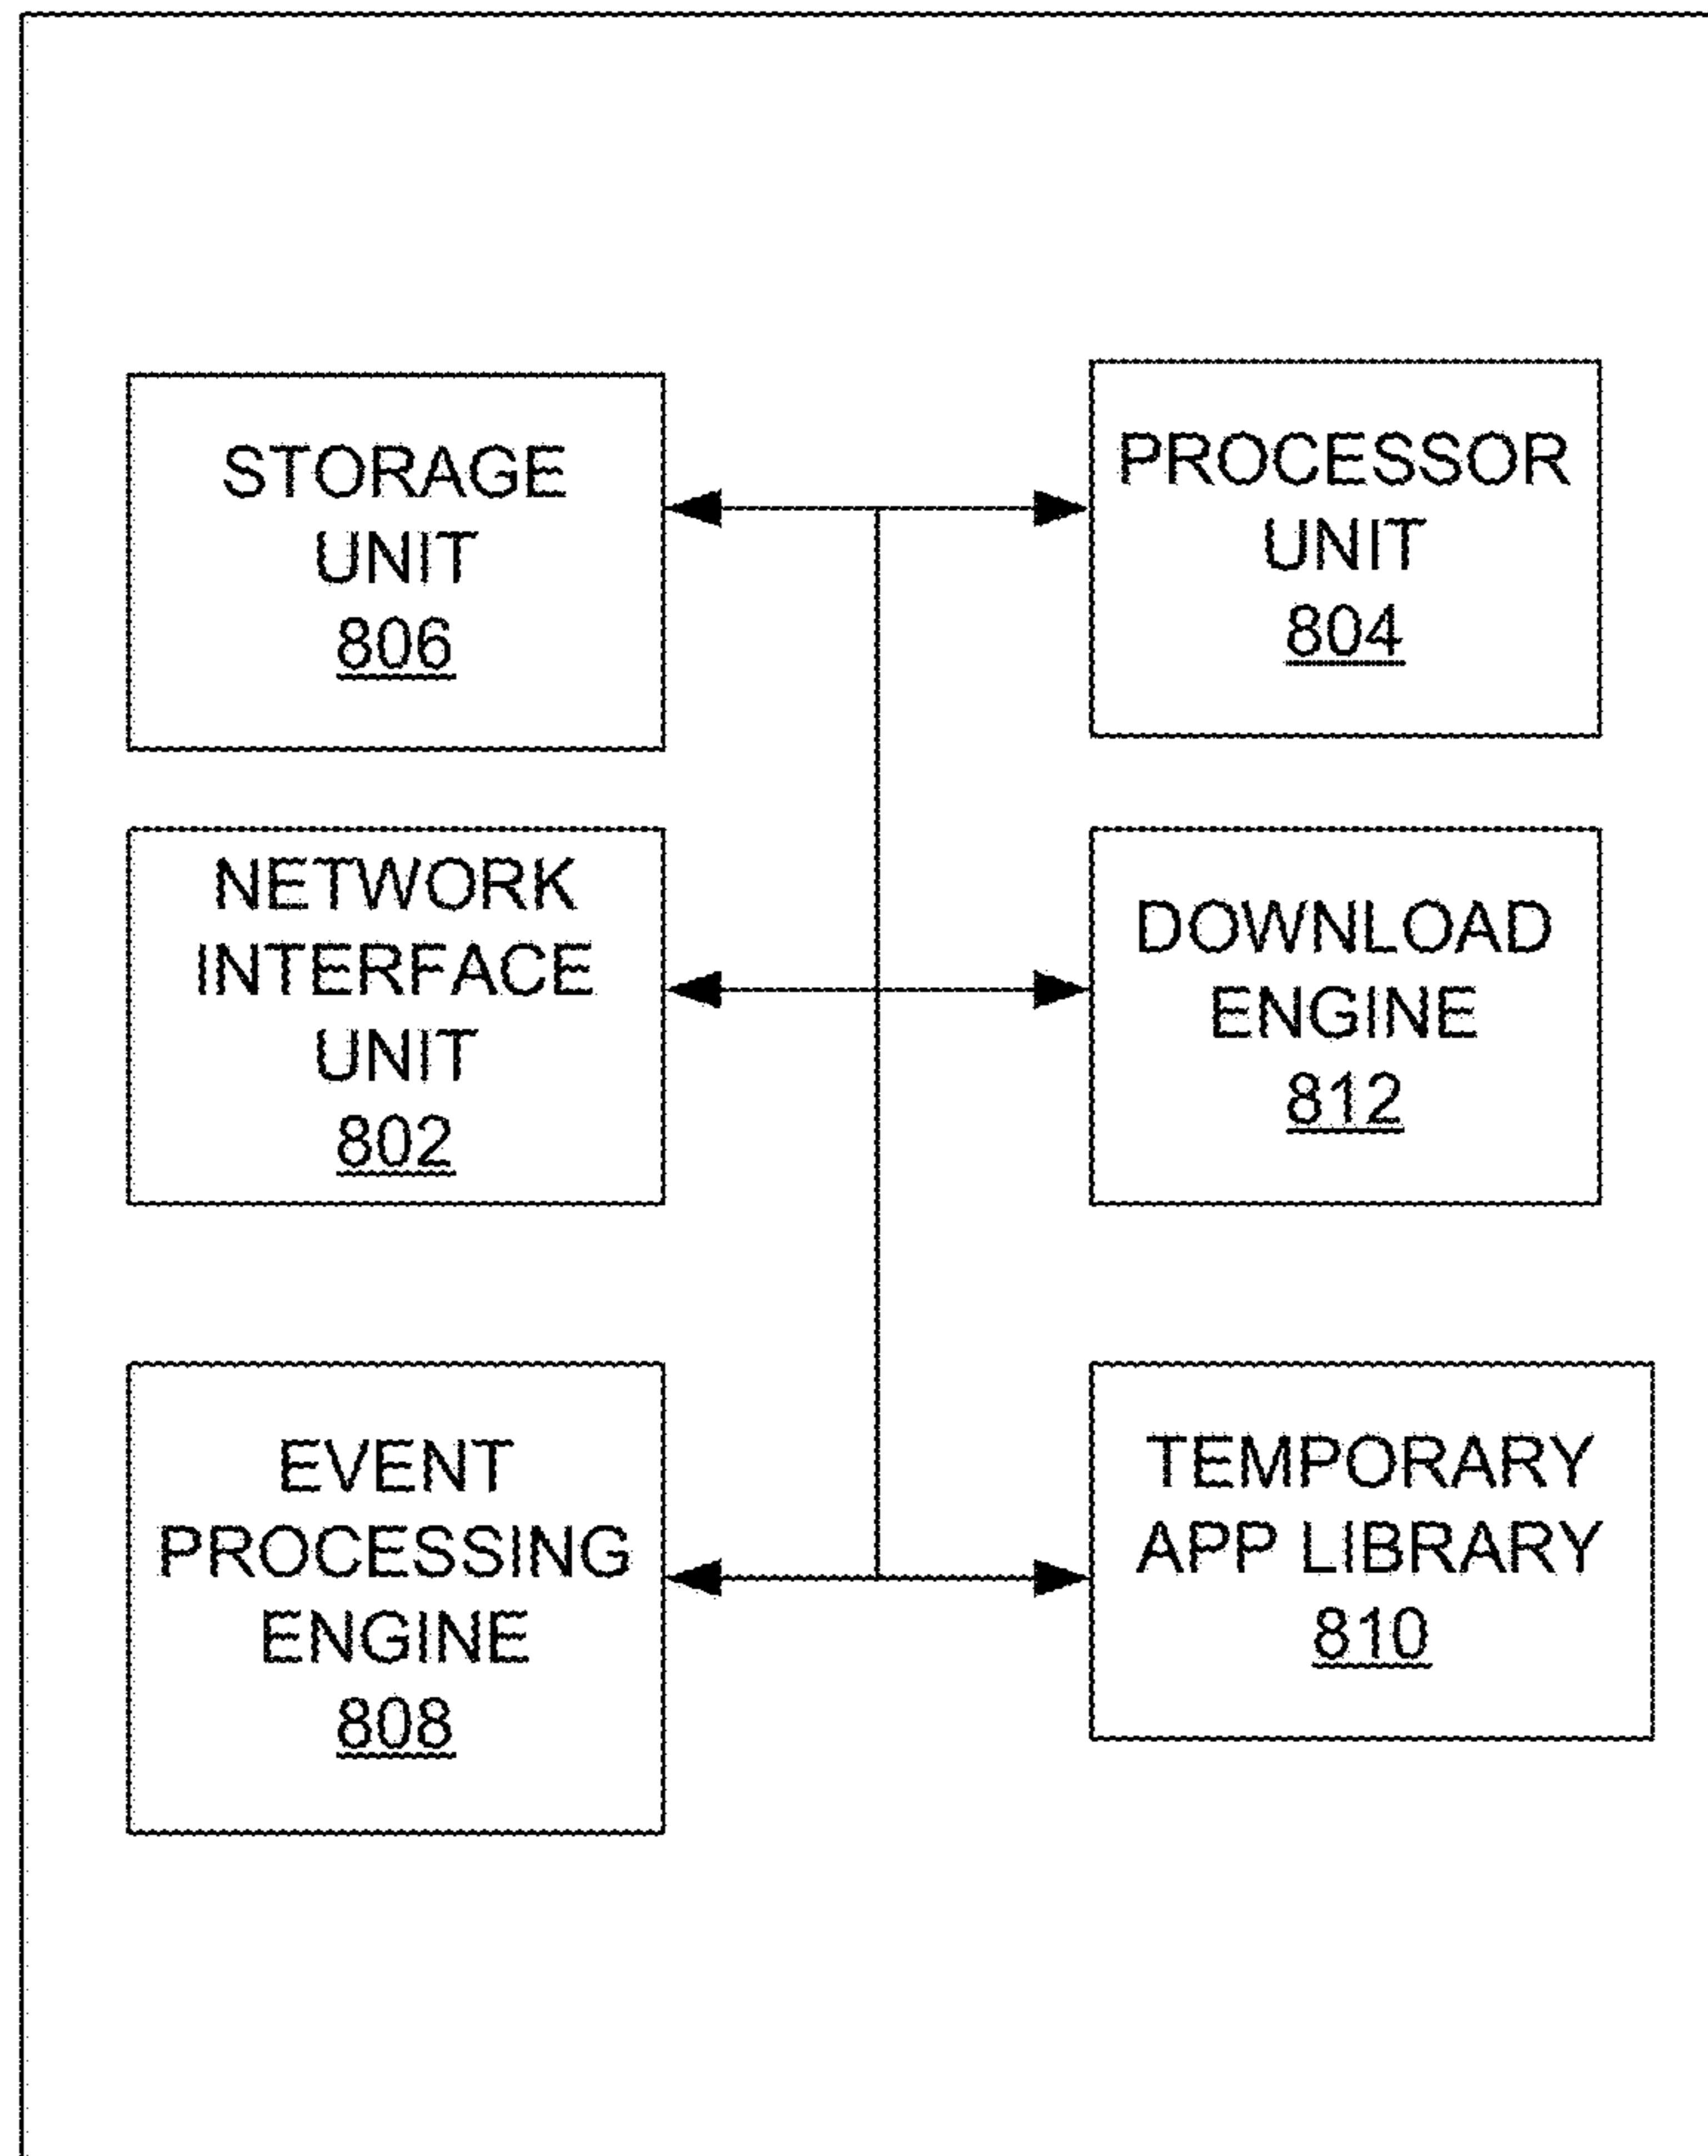 STORAGE
UNIT
806
PROCESSOR
UNIT
804
NETWORK
INTERFACE
UNIT
802
DOWNLOAD
ENGINE
812
EVENT
PROCESSING
ENGINE
808
TEMPORARY
APP LIBRARY
810